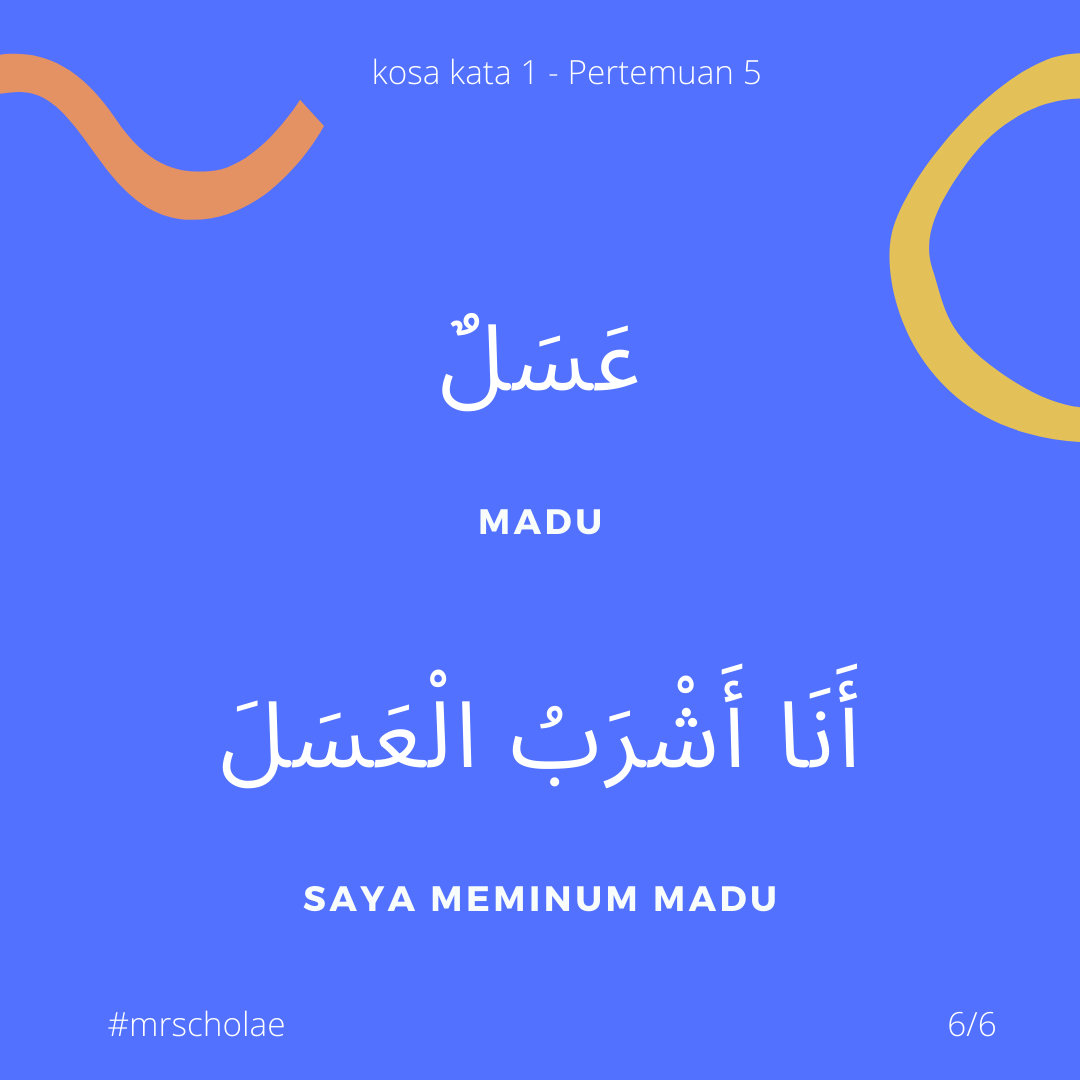 kosa kata 1 - Pertemuan 5
عَسَلٌ
MADU
أَنَا أَشْرَبُ الْعَسَلَ
SAYA MEMINUM MADU
#mrscholae
6/6